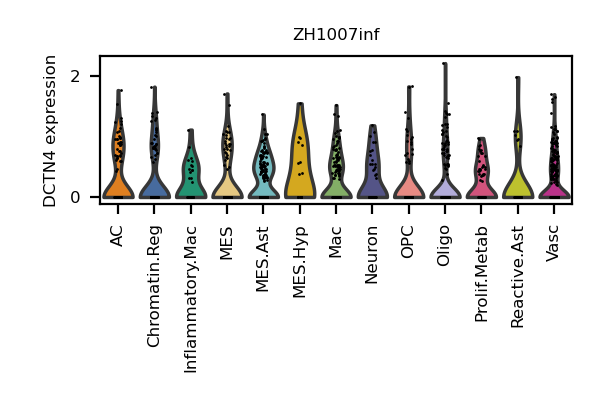 ZH1007inf
DCTN4 expression
2
0
AC
Chromatin.Reg
Inflammatory.Mac
MES
MES.Ast
MES.Hyp
Mac
Neuron
OPC
Oligo
Prolif.Metab
Reactive.Ast
Vasc